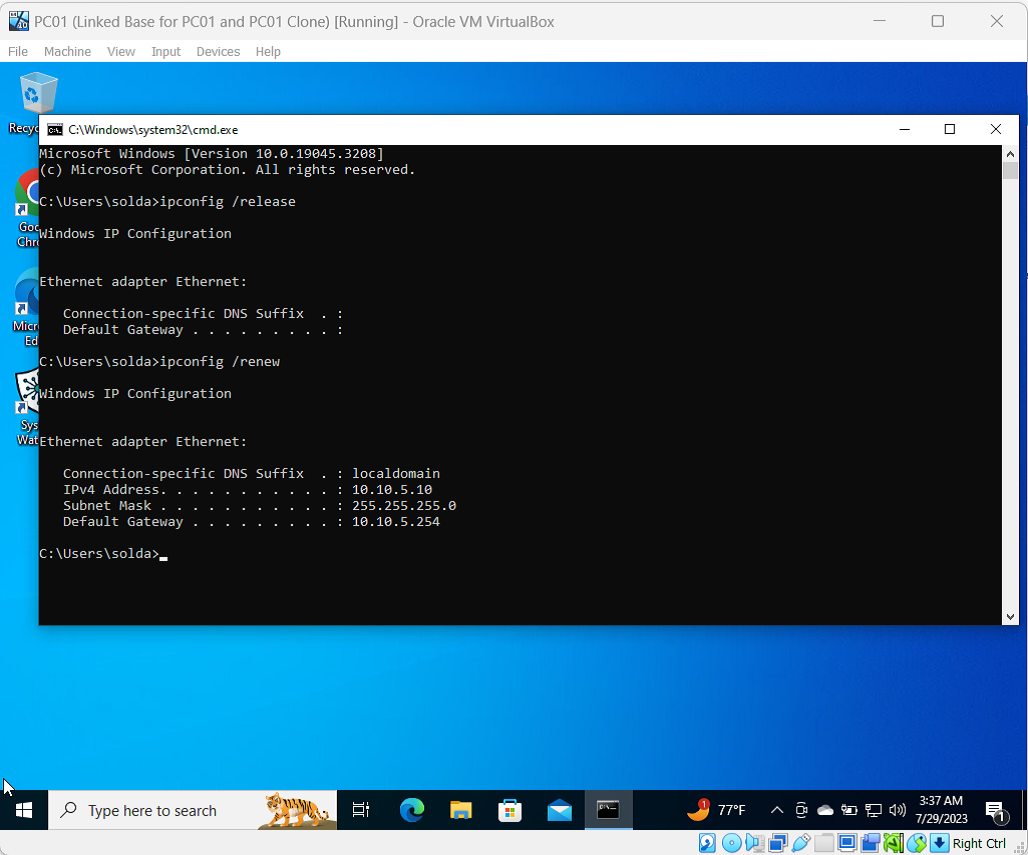 PC01 (Linked Base for PC01 and PC01 Clone) [Running] - Oracle VM VirtualBox
File Machine View Input Devices Help
C:\Windows\system32\cmd.exe
Microsoft Windows [Version 10.0.19045.3208]
(c) Microsoft Corporation. All rights reserved.
C:\Users\solda>ipconfig /release
Windows IP Configuration
Ethernet adapter Ethernet:
Connection-specific DNS Suffix . :
Default Gateway . . . . . . . . . :
C:\Users\solda>ipconfig /renew
Windows IP Configuration
Ethernet adapter Ethernet:
Connection-specific DNS Suffix . : localdomain
IPv4 Address. . . . . . . . . . . : 10.10.5.10
Subnet Mask . . . . . . . . . . . : 255.255.255.0
Default Gateway . . . . . . . . . : 10.10.5.254
C:\Users\solda>
Recyc
Goo
Chro
Micro
Ed
Sys
Wat
Type here to search
1
77°F
3:37 AM
7/29/2023
1
Right Ctrl